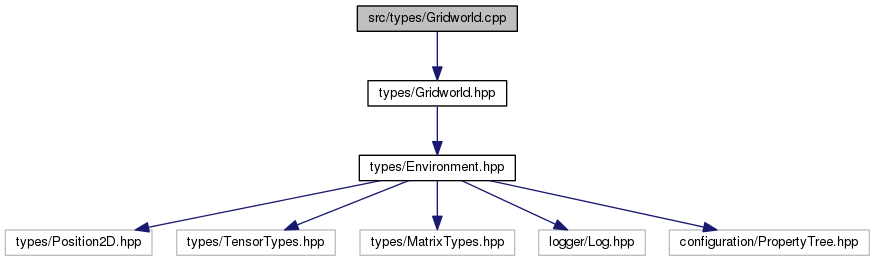 src/types/Gridworld.cpp
types/Gridworld.hpp
types/Environment.hpp
types/Position2D.hpp
types/TensorTypes.hpp
types/MatrixTypes.hpp
logger/Log.hpp
configuration/PropertyTree.hpp